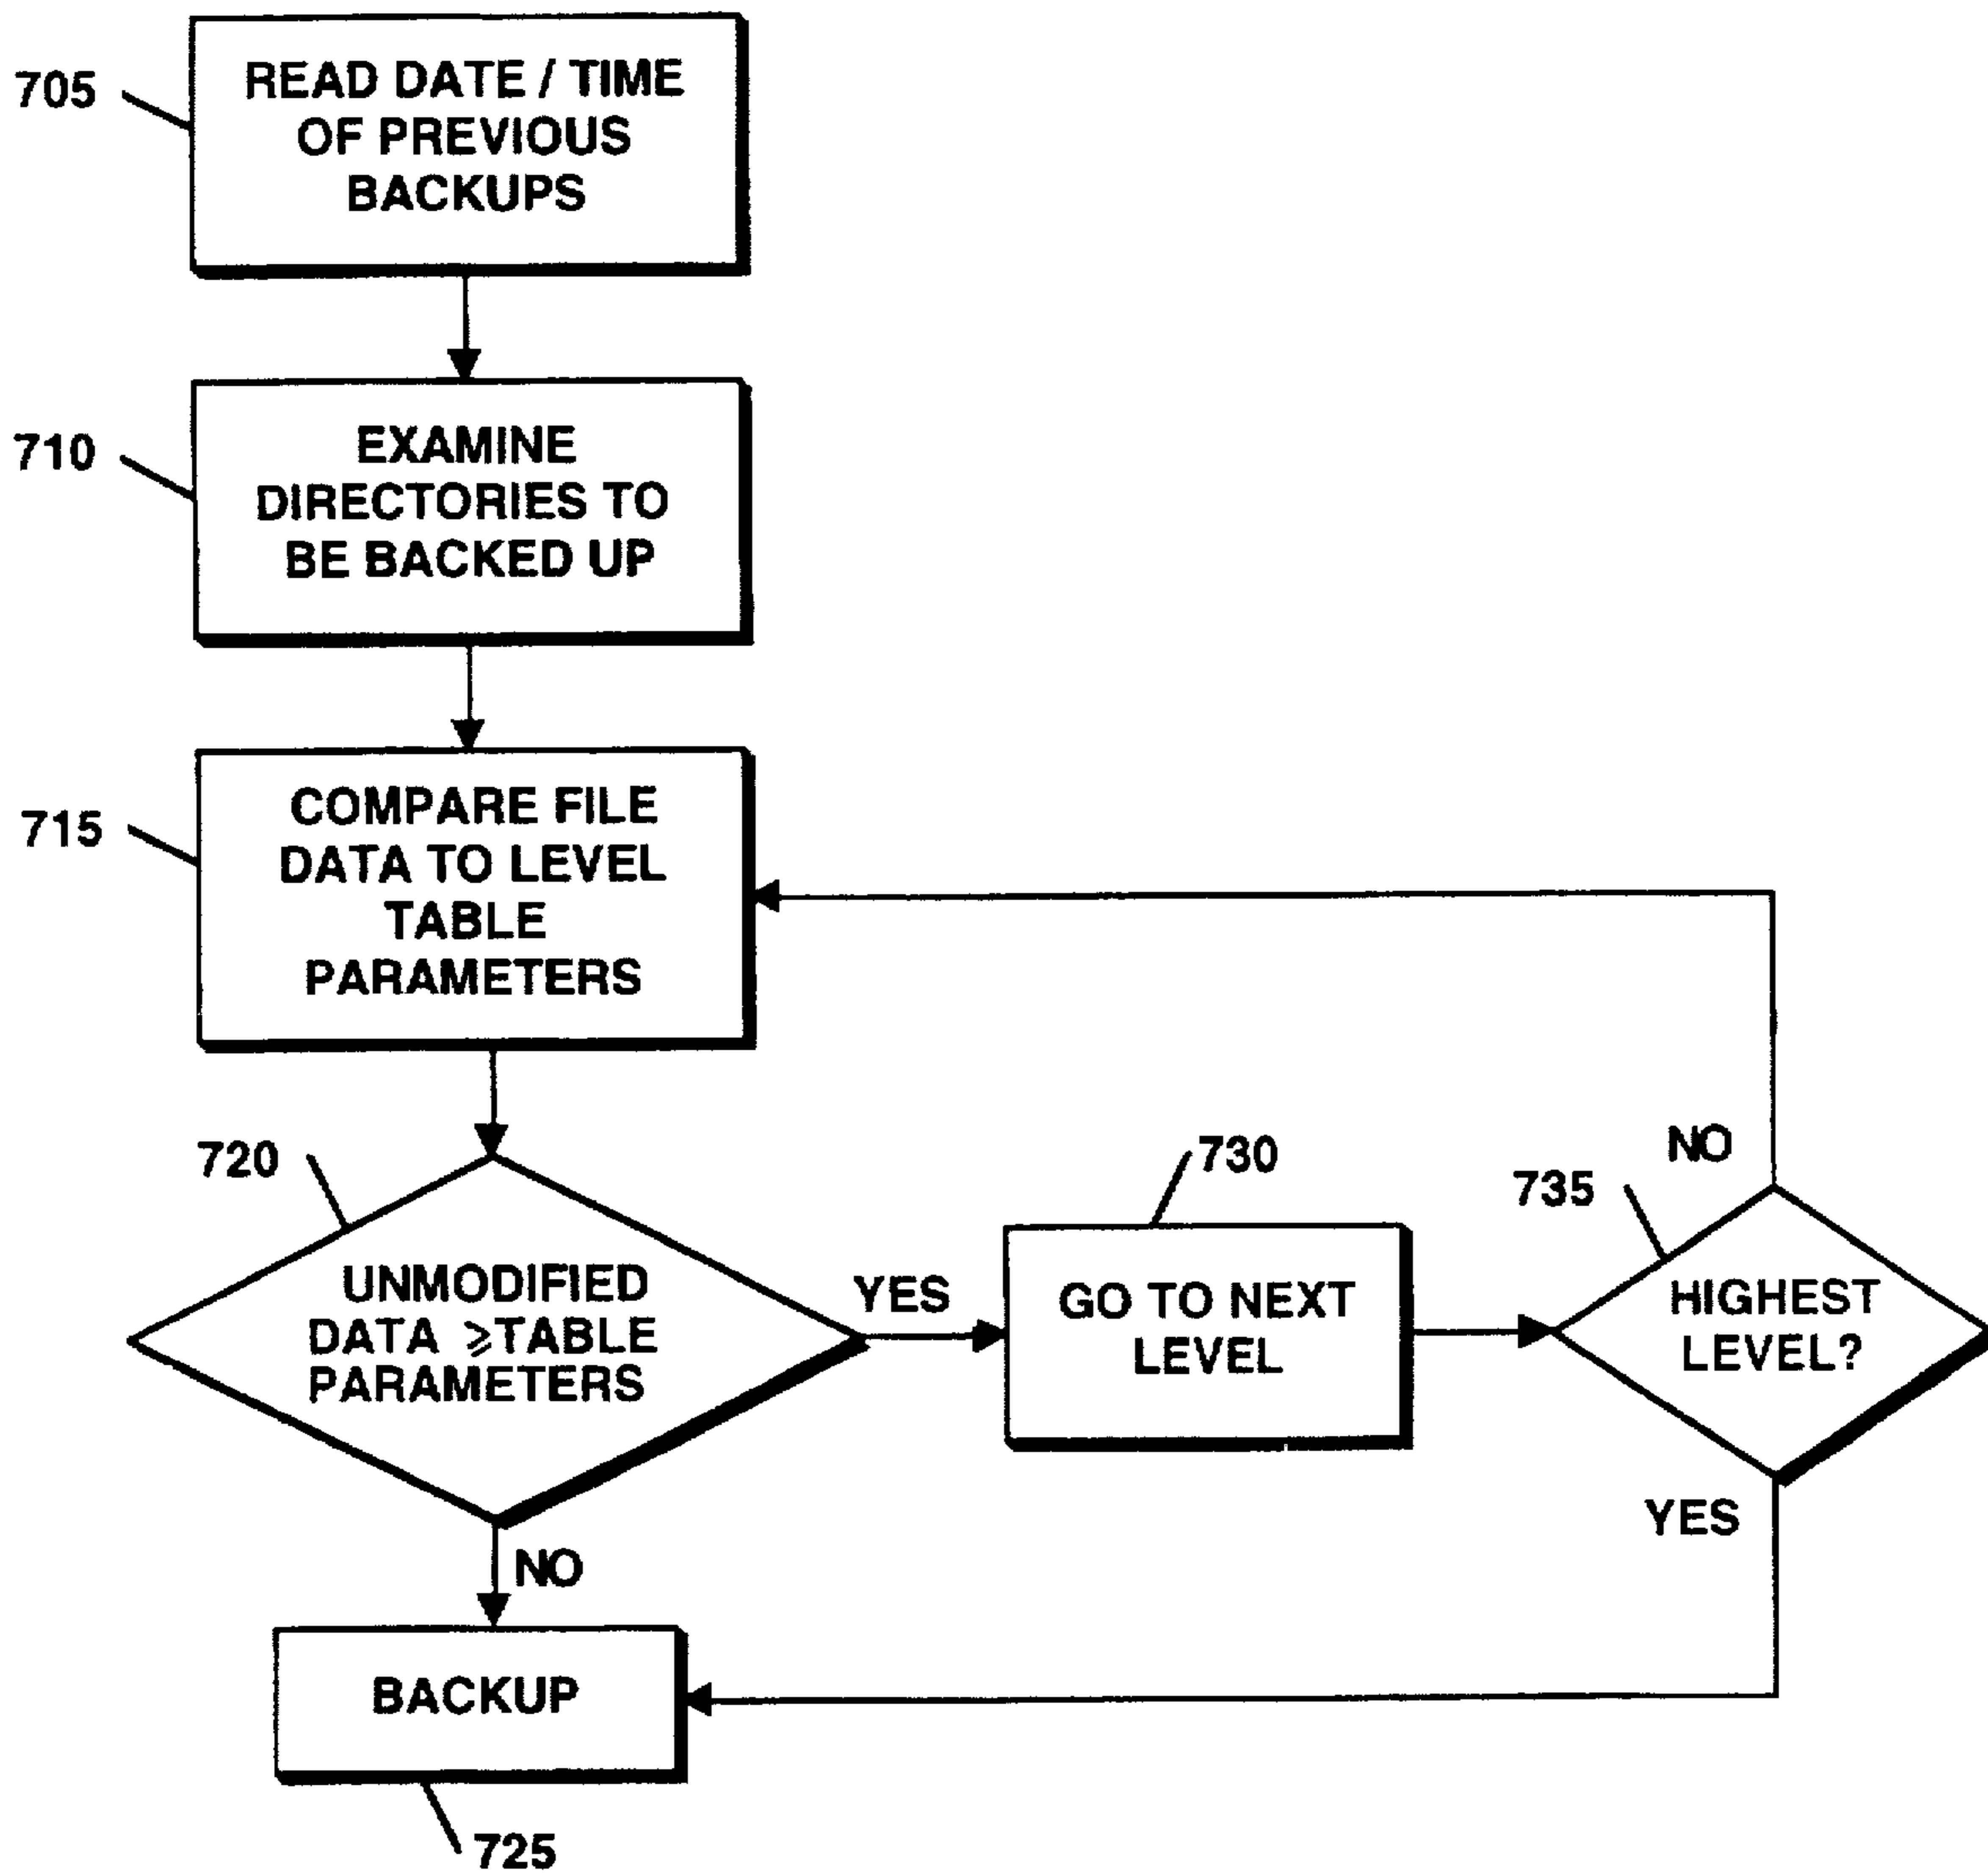 705
READ DATE / TIME
OF PREVIOUS
BACKUPS
710
EXAMINE
DIRECTORIES TO
BE BACKED UP
715
COMPARE FILE
DATA TO LEVEL
TABLE
PARAMETERS
720
UNMODIFIED
DATA ⩾TABLE
PARAMETERS
YES
730
GO TO NEXT
LEVEL
735
NO
HIGHEST
LEVEL?
YES
NO
BACKUP
725